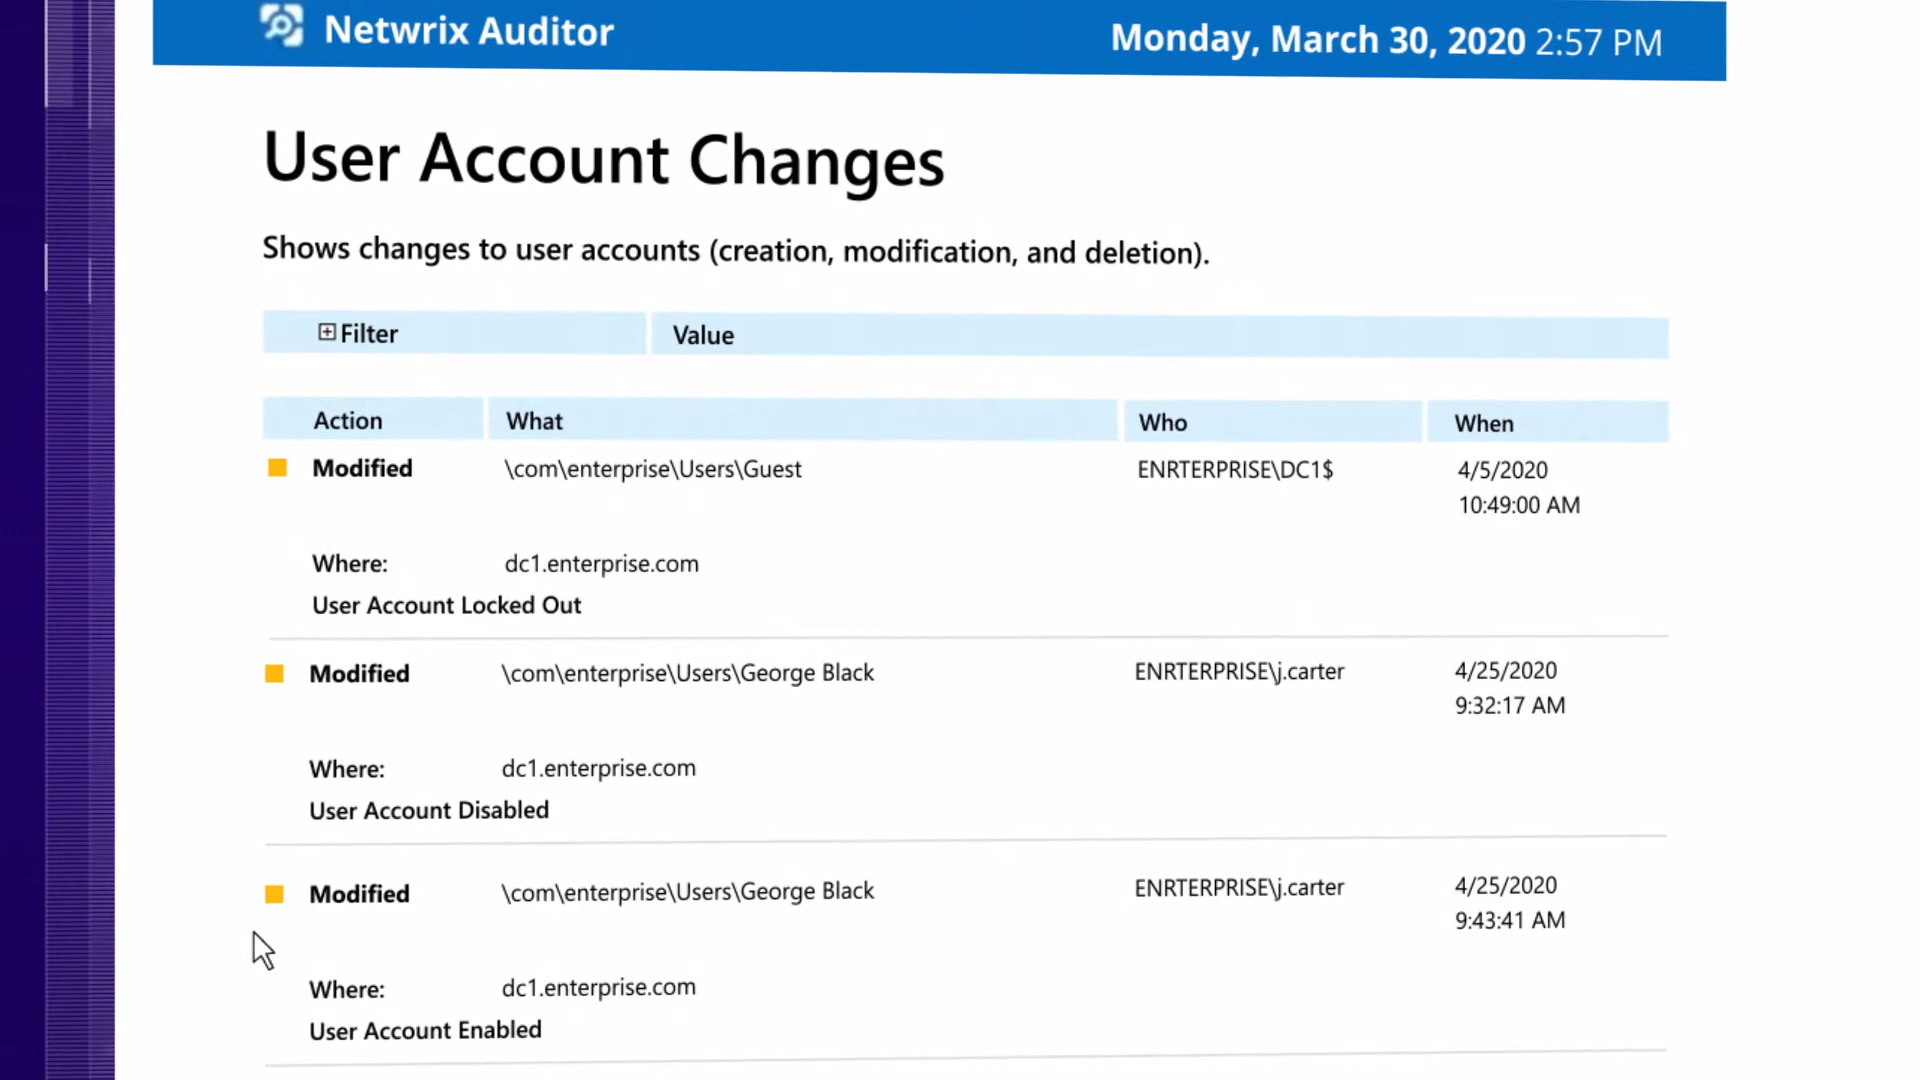 Netwrix Auditor
Monday, March 30, 2020 2:57 PM
User Account Changes
Shows changes to user accounts (creation, modification, and deletion).
Filter Value
Action What Who When
Modified \com\enterprise\Users\Guest ENRTERPRISE\DC1$ 4/5/2020
10:49:00 AM
Where: dc1.enterprise.com
User Account Locked Out
Modified \com\enterprise\Users\George Black ENRTERPRISE\j.carter 4/25/2020
9:32:17 AM
Where: dc1.enterprise.com
User Account Disabled
Modified \com\enterprise\Users\George Black ENRTERPRISE\j.carter 4/25/2020
9:43:41 AM
Where: dc1.enterprise.com
User Account Enabled